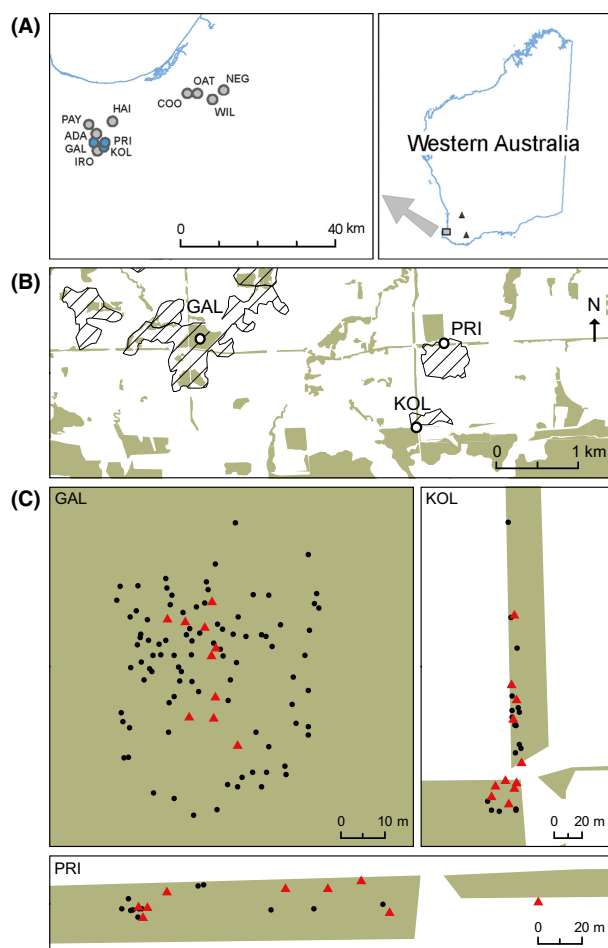 (A)
NEG
OAT
COO
WIL
HAI
PAY
ADA
PRI
GAL
KOL
IRO
0 40 km
Western Australia
(B)
GAL
PRI
N
KOL
0 1 km
(C)
GAL
KOL
0 10 m
0 20 m
PRI
0 20 m